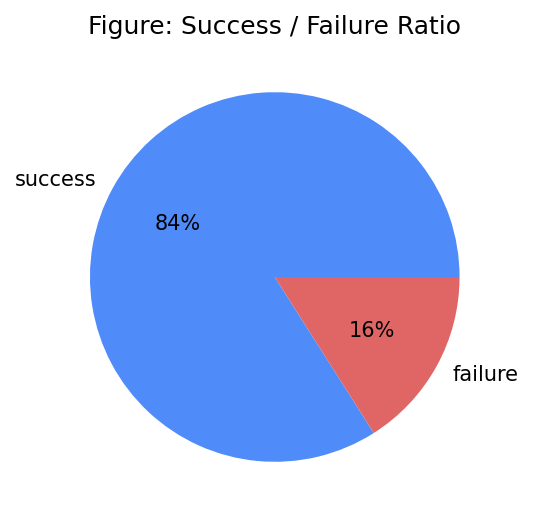 Figure: Success / Failure Ratio
success
84%
16%
failure